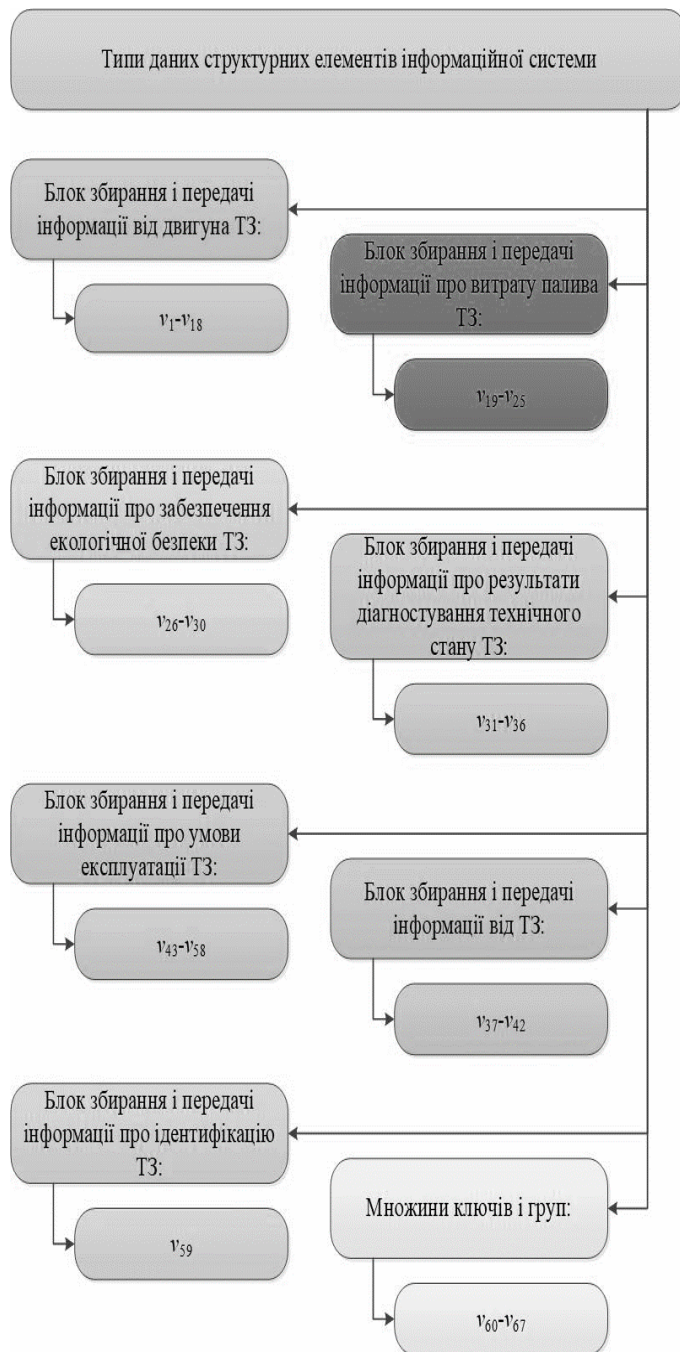 Типи даних структурних елементів інформаційної системи
Блок збирання і передачі
інформації від двигуна ТЗ:
v1-v18
Блок збирання і передачі
інформації про витрату палива
ТЗ:
v19-v25
Блок збирання і передачі
інформації про забезпечення
екологічної безпеки ТЗ:
v26-v30
Блок збирання і передачі
інформації про результати
діагностування технічного
стану ТЗ:
v31-v36
Блок збирання і передачі
інформації про умови
експлуатації ТЗ:
v43-v58
Блок збирання і передачі
інформації від ТЗ:
v37-v42
Блок збирання і передачі
інформації про ідентифікацію
ТЗ:
v59
Множини ключів і груп:
v60-v67